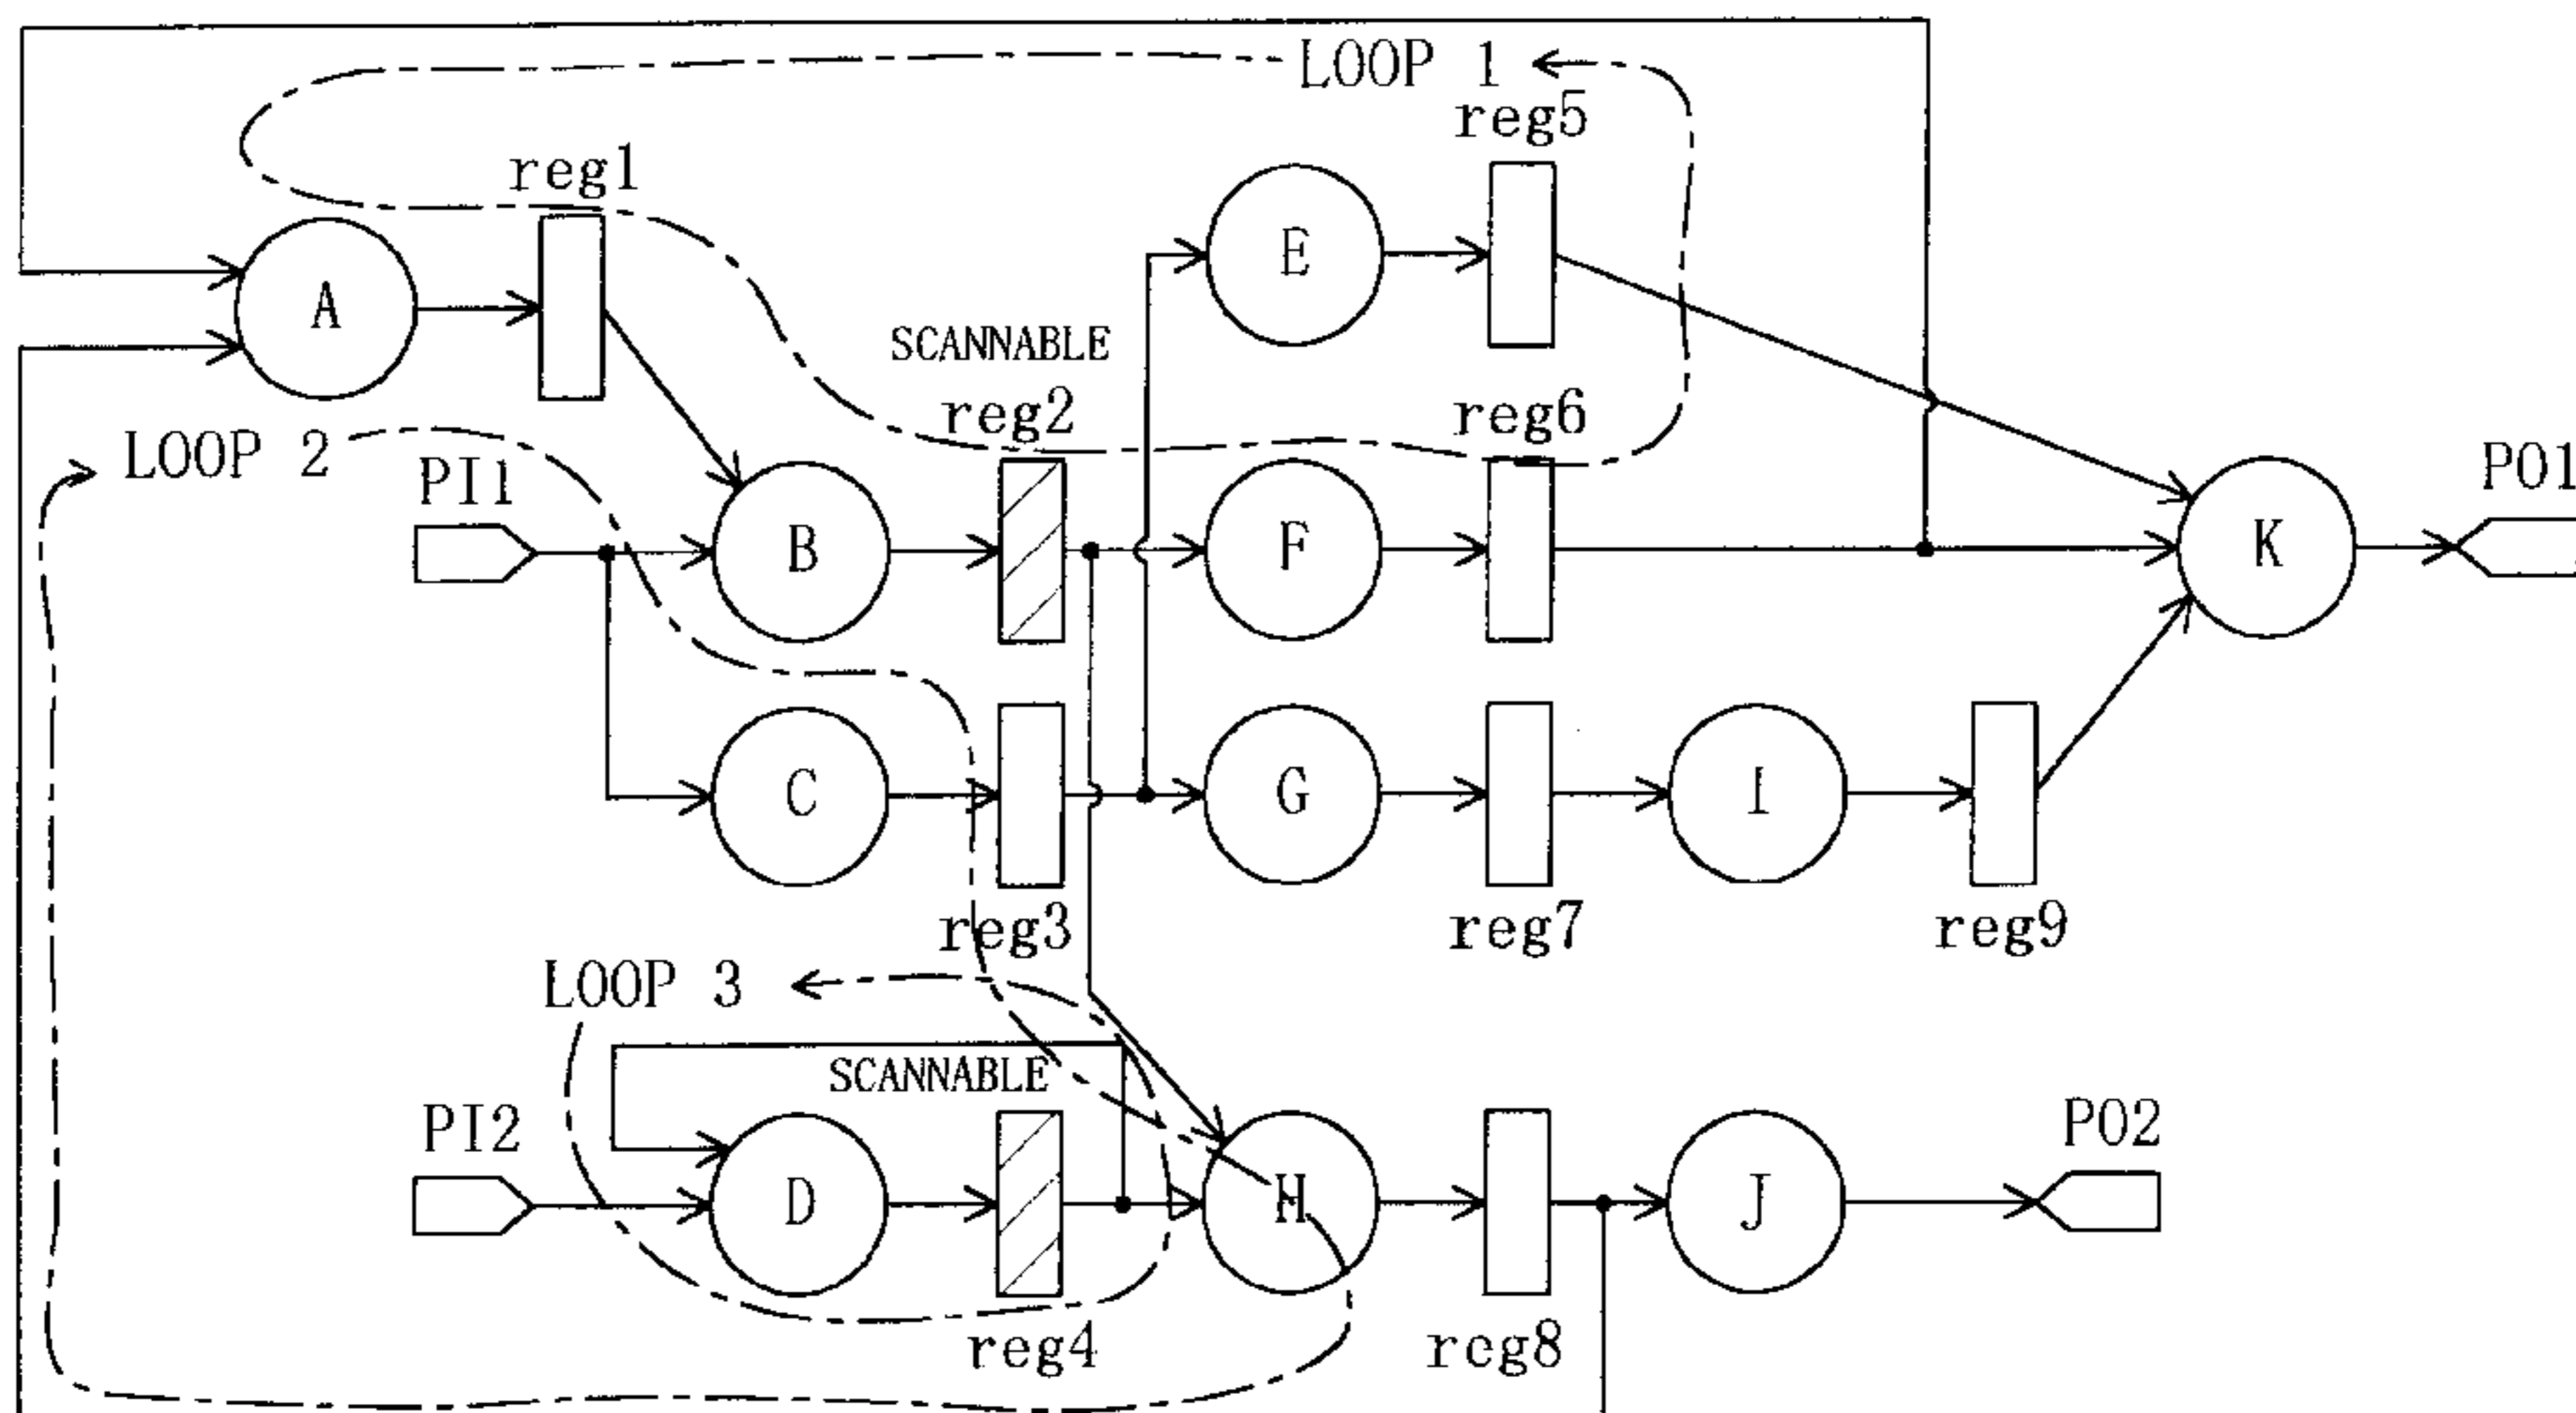 LOOP 1
reg5
reg1
E
A
SCANNABLE
reg2
reg6
LOOP 2
PI1
PO1
B
F
K
C
G
I
reg3
reg7
reg9
LOOP 3
SCANNABLE
PI2
PO2
D
H
J
reg4
reg8